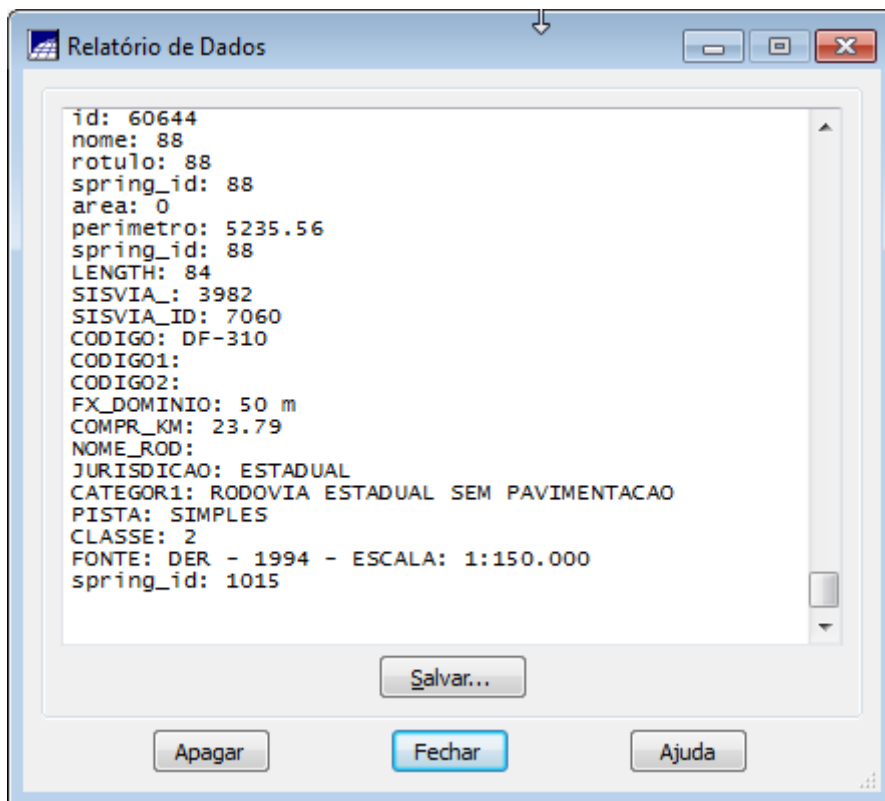 Relatório de Dados
id: 60644
nome: 88
rotulo: 88
spring_id: 88
area: 0
perimetro: 5235.56
spring_id: 88
LENGTH: 84
SISVIA_: 3982
SISVIA_ID: 7060
CODIGO: DF-310
CODIGO1:
CODIGO2:
FX_DOMINIO: 50 m
COMPR_KM: 23.79
NOME_ROD:
JURISDICAO: ESTADUAL
CATEGOR1: RODOVIA ESTADUAL SEM PAVIMENTACAO
PISTA: SIMPLES
CLASSE: 2
FONTE: DER - 1994 - ESCALA: 1:150.000
spring_id: 1015
Salvar...
Apagar Fechar Ajuda